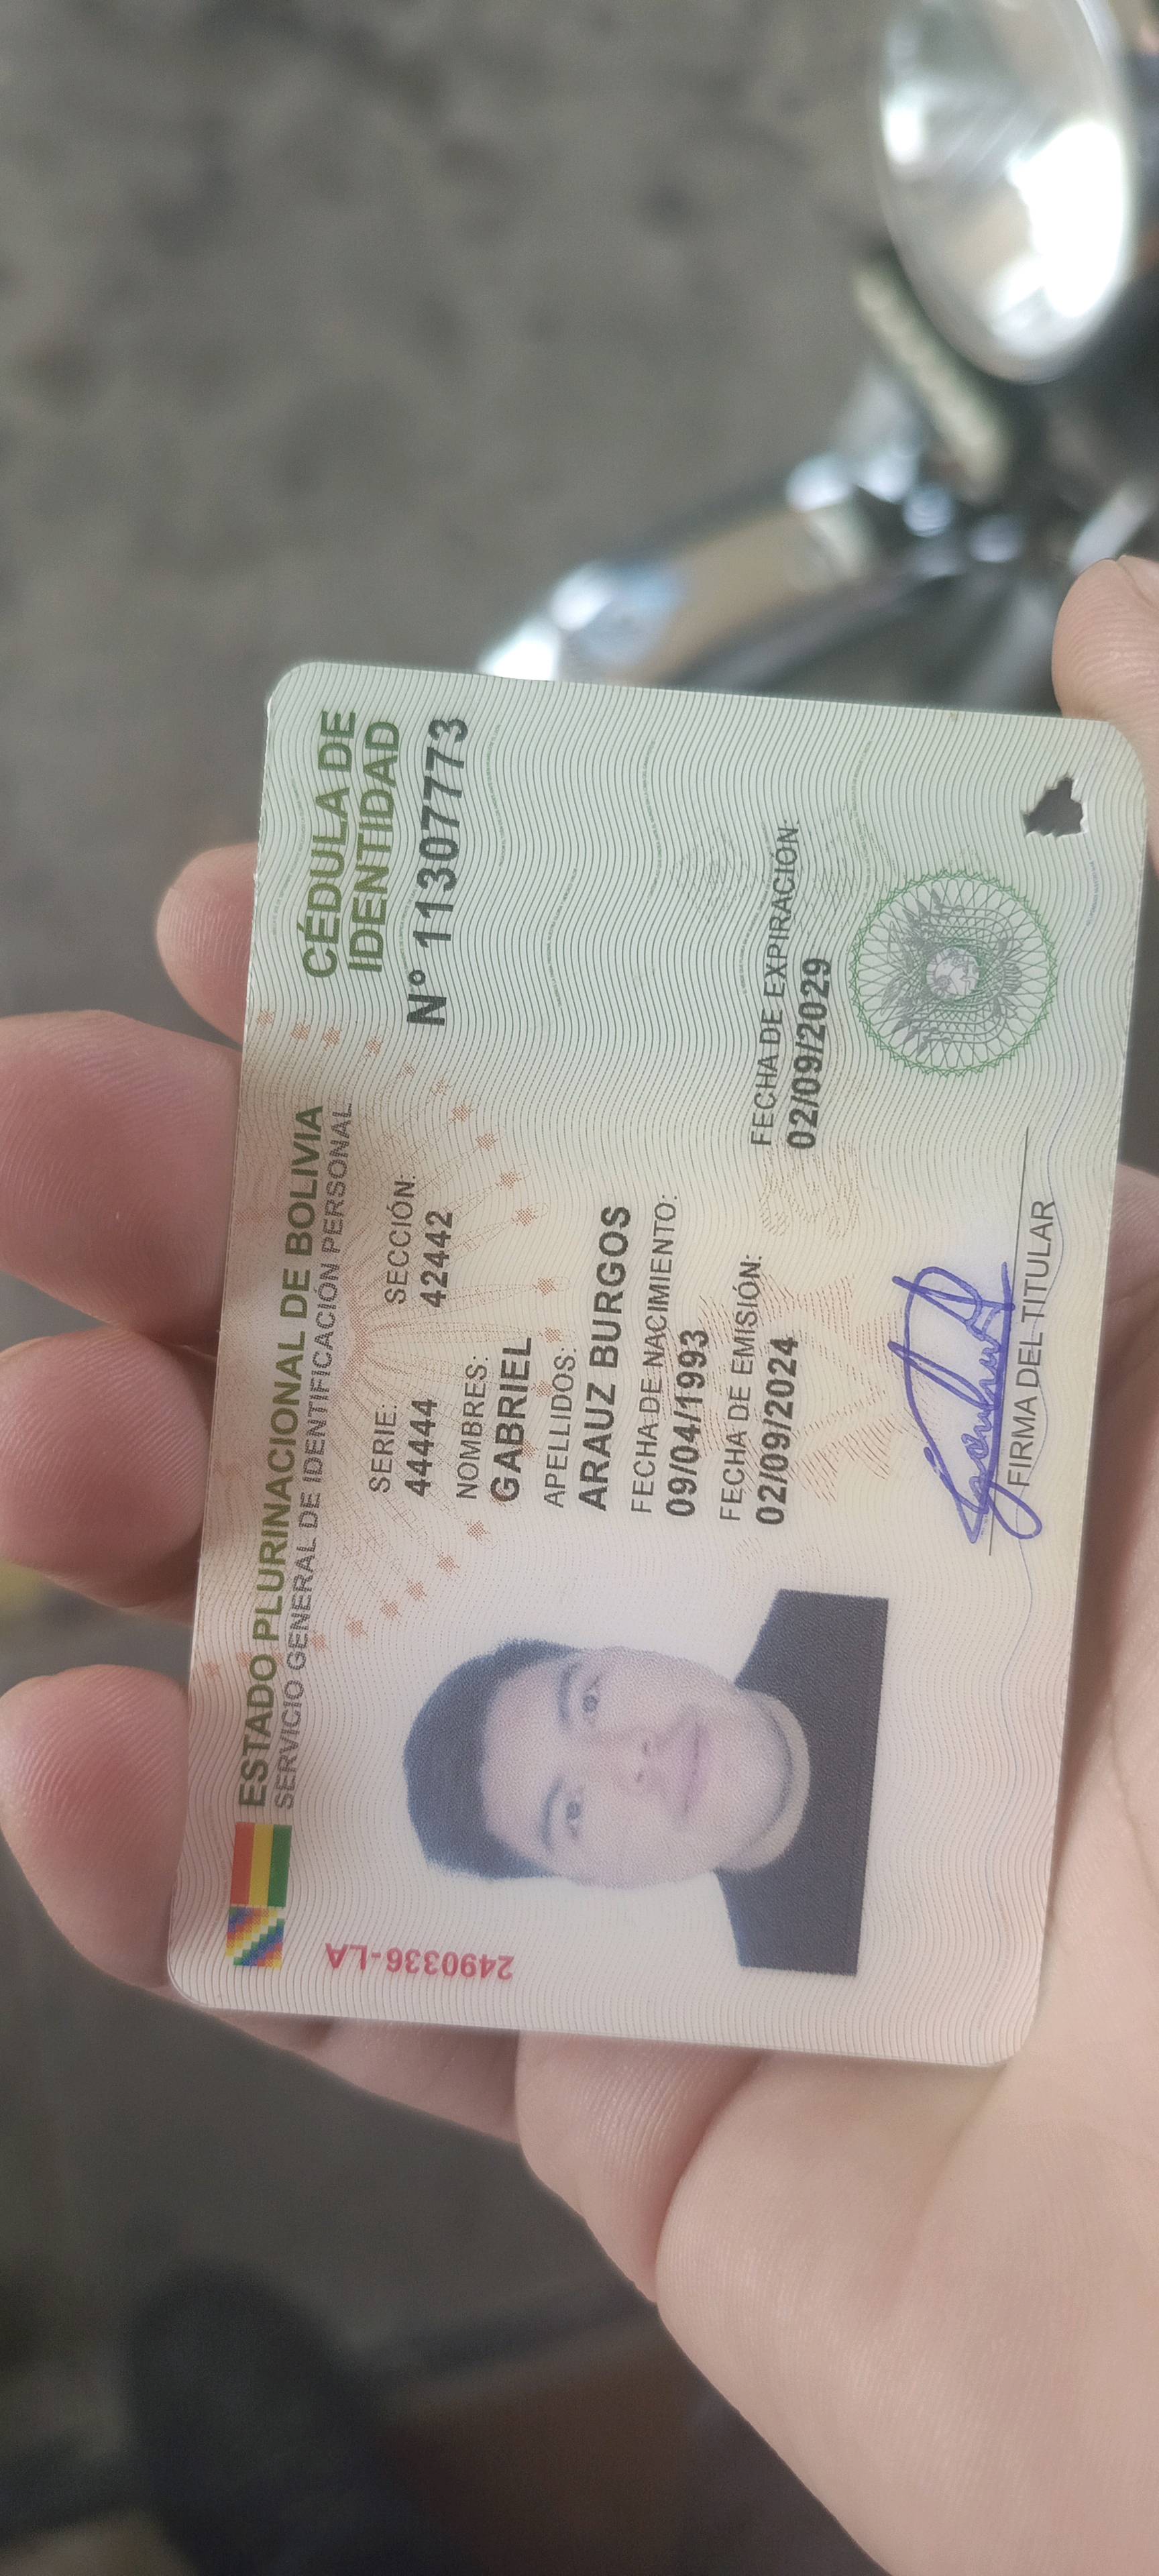 ESTADO PLURINACIONAL DE BOLIVIA
SERVICIO GENERAL DE IDENTIFICACIÓN PERSONAL
CÉDULA DE
IDENTIDAD
N° 11307773
SERIE:
44444
SECCIÓN:
42442
NOMBRES:
GABRIEL
APELLIDOS:
ARAUZ BURGOS
FECHA DE NACIMIENTO:
09/04/1993
FECHA DE EMISIÓN:
02/09/2024
FECHA DE EXPIRACIÓN:
02/09/2029
FIRMA DEL TITULAR
2490336-LA